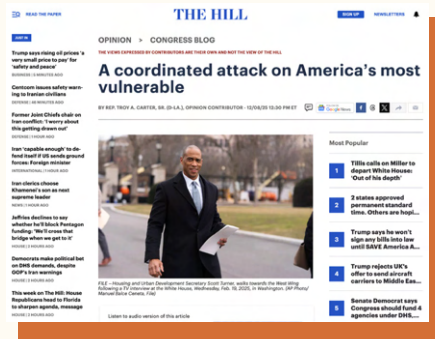 READ THE PAPER
THE HILL
SIGN UP
NEWSLETTERS
JUST IN
Trump says rising oil prices 'a
very small price to pay' for
'safety and peace'
BUSINESS | 5 MINUTES AGO
Centcom issues safety warn-
ing to Iranian civilians
DEFENSE | 46 MINUTES AGO
Former Joint Chiefs chair on
Iran conflict: 'I worry about
this getting drawn out'
DEFENSE | 1 HOUR AGO
Iran 'capable enough' to de-
fend itself if US sends ground
forces: Foreign minister
INTERNATIONAL | 1 HOUR AGO
Iran clerics choose
Khamenei's son as next
supreme leader
NEWS | 1 HOUR AGO
Jeffries declines to say
whether he'll block Pentagon
funding: 'We'll cross that
bridge when we get to it'
HOUSE | 2 HOURS AGO
Democrats make political bet
on DHS demands, despite
GOP's Iran warnings
HOUSE | 2 HOURS AGO
This week on The Hill: House
Republicans head to Florida
to sharpen agenda, message
HOUSE | 3 HOURS AGO
OPINION > CONGRESS BLOG
THE VIEWS EXPRESSED BY CONTRIBUTORS ARE THEIR OWN AND NOT THE VIEW OF THE HILL
A coordinated attack on America's most
vulnerable
BY REP. TROY A. CARTER, SR. (D-LA.), OPINION CONTRIBUTOR - 12/08/25 12:30 PM ET
FILE – Housing and Urban Development Secretary Scott Turner, walks towards the West Wing
following a TV interview at the White House, Wednesday, Feb. 19, 2025, in Washington. (AP Photo/
Manuel Balce Ceneta, File)
Listen to audio version of this article
Most Popular
1 Tillis calls on Miller to
depart White House:
'Out of his depth'
2 2 states approved
permanent standard
time. Others are hopi...
3 Trump says he won't
sign any bills into law
until SAVE America A...
4 Trump rejects UK's
offer to send aircraft
carriers to Middle Eas...
5 Senate Democrat says
Congress should fund 4
agencies under DHS,...